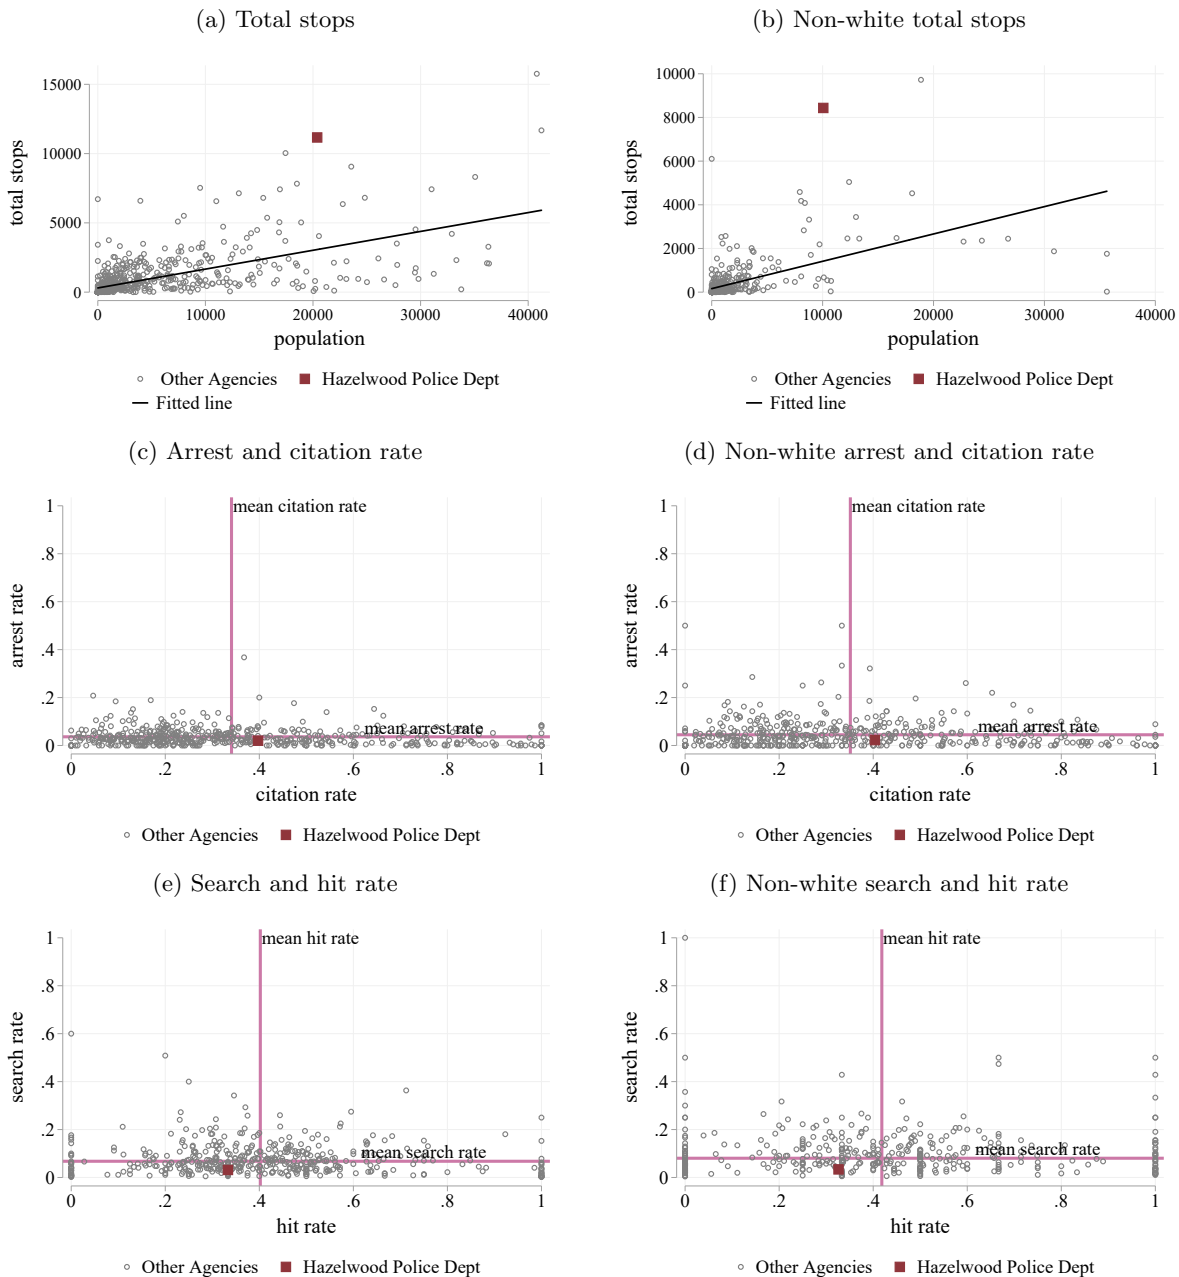 (a) Total stops
total stops
15000
10000
5000
0
0 10000 20000 30000 40000
population
Other Agencies Hazelwood Police Dept
Fitted line
(b) Non-white total stops
total stops
10000
8000
6000
4000
2000
0
0 10000 20000 30000 40000
population
Other Agencies Hazelwood Police Dept
Fitted line
(c) Arrest and citation rate
arrest rate
1
.8
.6
.4
.2
0
mean citation rate
mean arrest rate
0 .2 .4 .6 .8 1
citation rate
Other Agencies Hazelwood Police Dept
(d) Non-white arrest and citation rate
arrest rate
1
.8
.6
.4
.2
0
mean citation rate
mean arrest rate
0 .2 .4 .6 .8 1
citation rate
Other Agencies Hazelwood Police Dept
(e) Search and hit rate
search rate
1
.8
.6
.4
.2
0
mean hit rate
mean search rate
0 .2 .4 .6 .8 1
hit rate
Other Agencies Hazelwood Police Dept
(f) Non-white search and hit rate
search rate
1
.8
.6
.4
.2
0
mean hit rate
mean search rate
0 .2 .4 .6 .8 1
hit rate
Other Agencies Hazelwood Police Dept